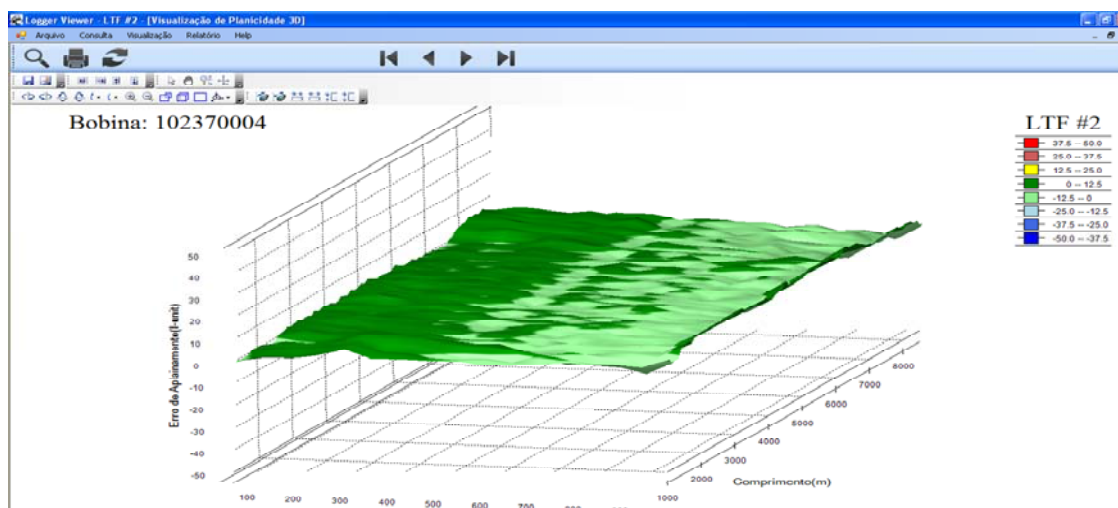 Logger Viewer - LTF #2 - [Visualização de Planicidade 3D]
Arquivo Consulta Visualização Relatório Help
Bobina: 102370004
LTF #2
37.5 -- 50.0
25.0 -- 37.5
12.5 -- 25.0
0 -- 12.5
-12.5 -- 0
-25.0 -- -12.5
-37.5 -- -25.0
-50.0 -- -37.5
50
40
30
20
10
0
-10
-20
-30
-40
-50
Erro de Aplainamento(I-unit)
100 200 300 400 500 600 700
1000 2000 3000 4000 5000 6000 7000 8000
Comprimento(m)